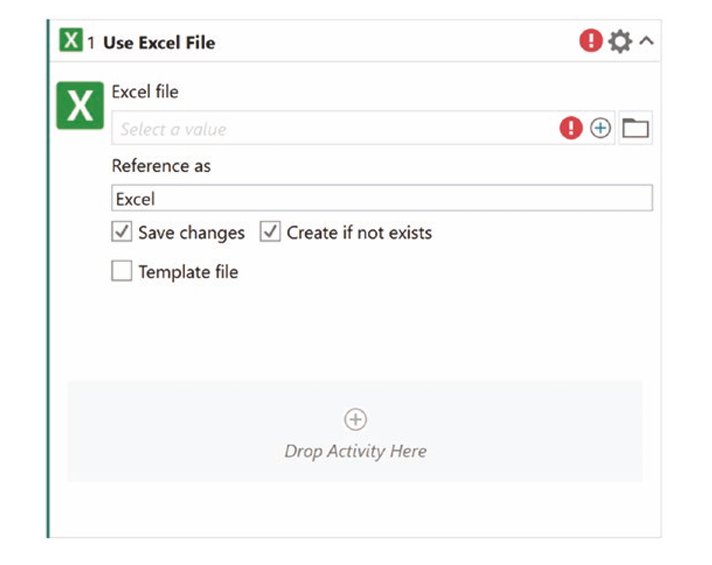 X 1 Use Excel File !
X Excel file
Select a value !
Reference as
Excel
Save changes Create if not exists
Template file
Drop Activity Here